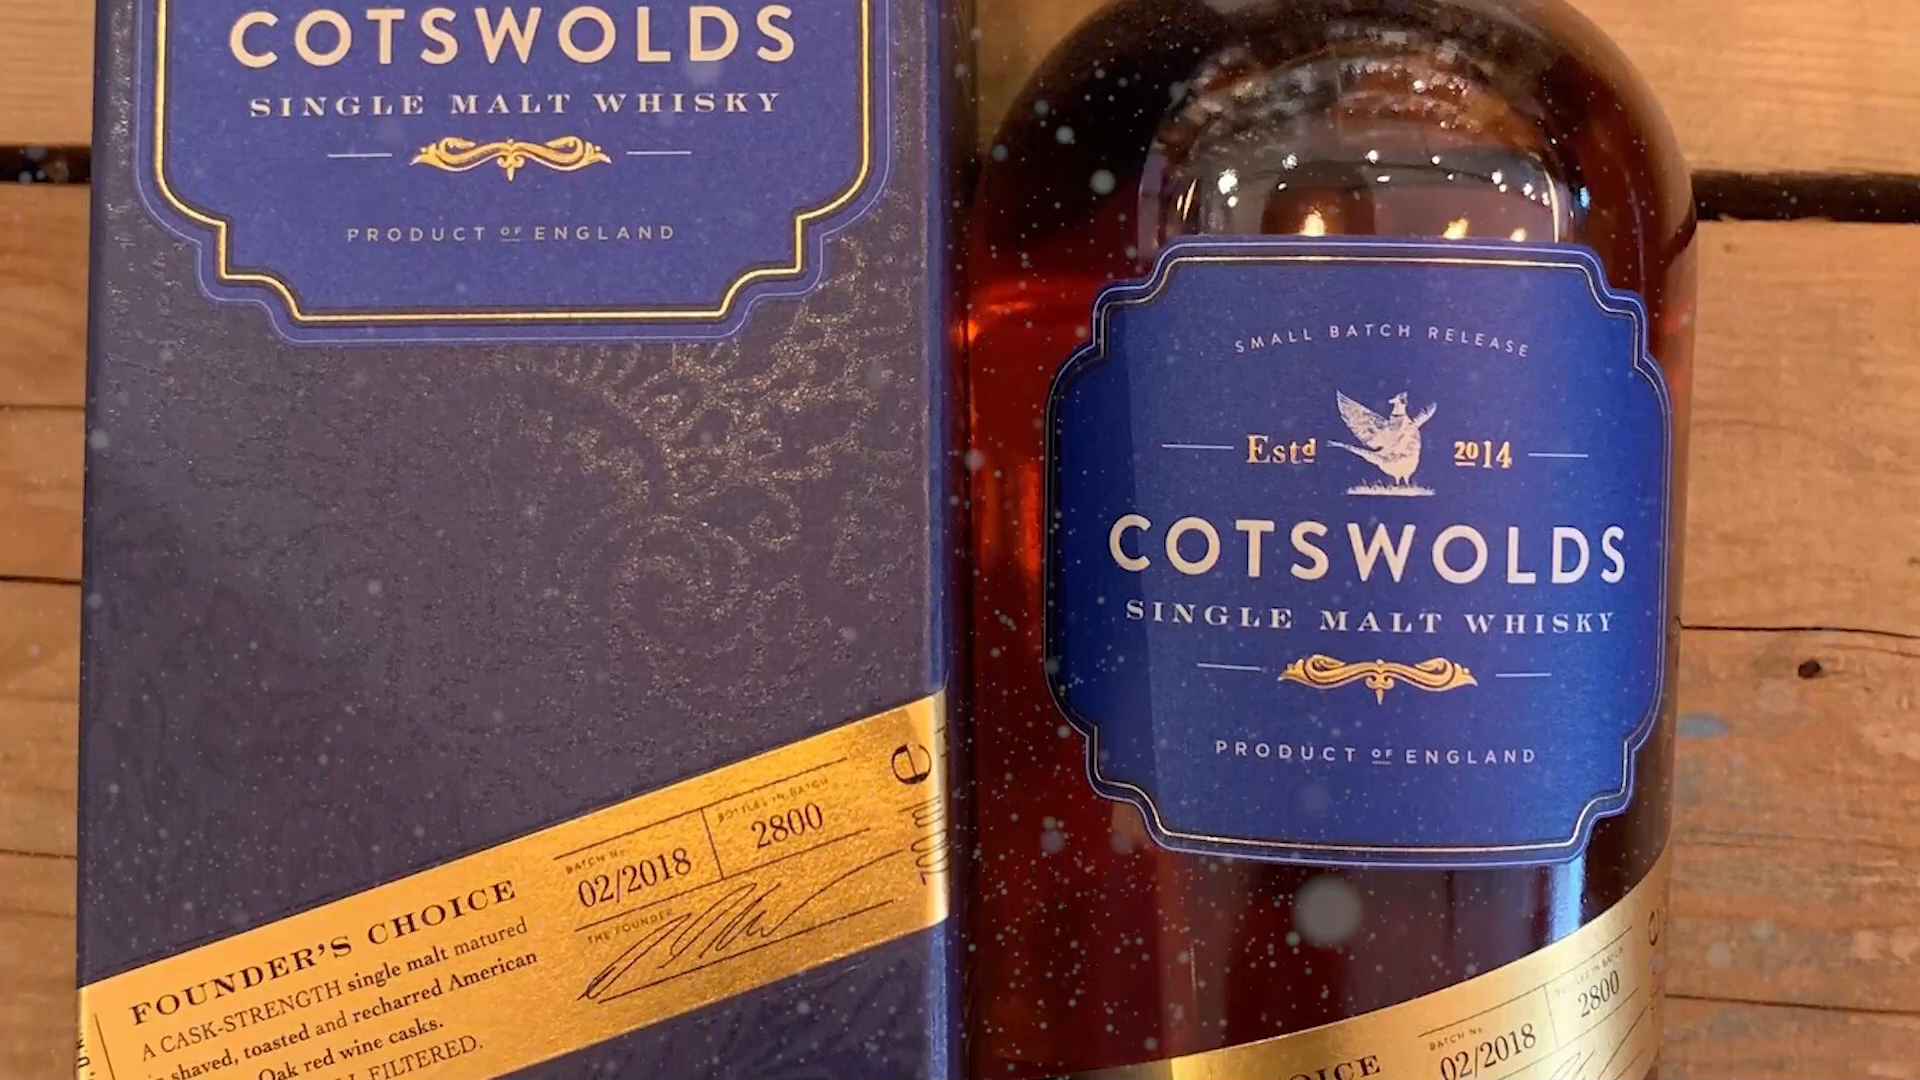 COTSWOLDS
SINGLE MALT WHISKY
PRODUCT OF ENGLAND
FOUNDER'S CHOICE
A CASK-STRENGTH single malt matured
shaved, toasted and recharred American
Oak red wine casks.
FILTERED.
BATCH No.
02/2018
BOTTLES IN BATCH
2800
THE FOUNDER
e
SMALL BATCH RELEASE
Estd 2014
COTSWOLDS
SINGLE MALT WHISKY
PRODUCT OF ENGLAND
BATCH No
02/2018
BOTTLES IN BATCH
2800